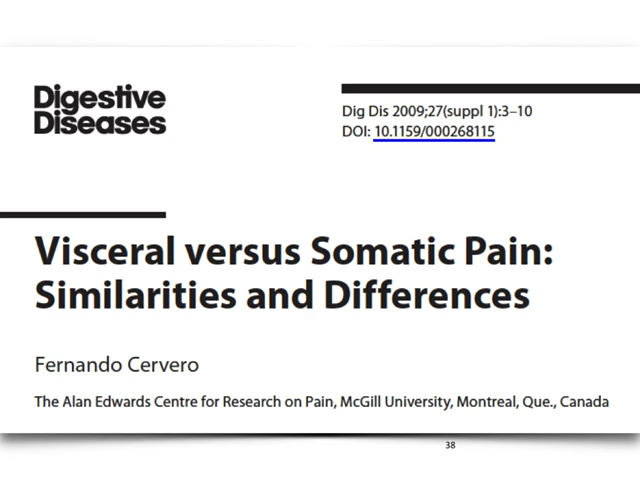 Digestive
Diseases
Dig Dis 2009;27(suppl 1):3–10
DOI: 10.1159/000268115
Visceral versus Somatic Pain:
Similarities and Differences
Fernando Cervero
The Alan Edwards Centre for Research on Pain, McGill University, Montreal, Que., Canada
38